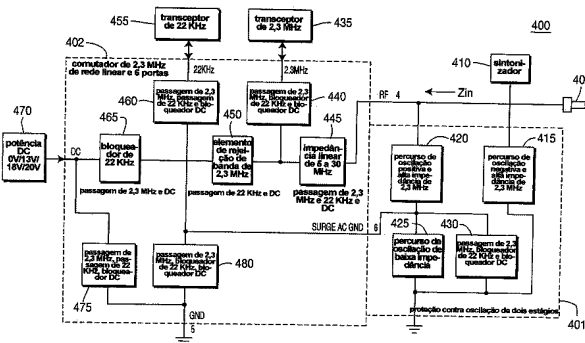 455
transceptor
de 22 KHz
transceptor
de 2,3 MHz
435
400
402
comutador de 2,3 MHz
de rede linear e 6 portas
22KHz
2.3MHz
410
sintonizador
40
470
potência
DC
0V/13V/
18V/20V
DC
460
passagem de 2,3
MHz, passagem
de 22 KHz e bloqueador
DC
440
passagem de 2,3
MHz, bloqueador
de 22 KHz e
bloqueador DC
RF 4
Zin
465
bloqueador
de 22 KHz
passagem de 2,3 MHz e DC
450
elemento
de rejeição
de banda de
2,3 MHz
passagem de 22 KHz e DC
445
impedância
linear de 5 a 30
MHz
passagem de 2,3
MHz e 22 KHz e
DC
420
percurso de
oscilação
positiva e
alta impedância
de
2,3 MHz
415
percurso de
oscilação
negativa e
alta impedância
de
2,3 MHz
SURGE AC GND
6
475
passagem de 2,3
MHz, passagem
de 22
KHz, bloqueador
DC
480
passagem de 2,3
MHz, bloqueador
de 22 KHz, bloqueador
DC
425
percurso de
oscilação de
baixa impedância
430
passagem de 2,3
MHz, bloqueador
de 22 KHz, bloqueador
DC
GND
5
proteção contra oscilação de dois estágios
401